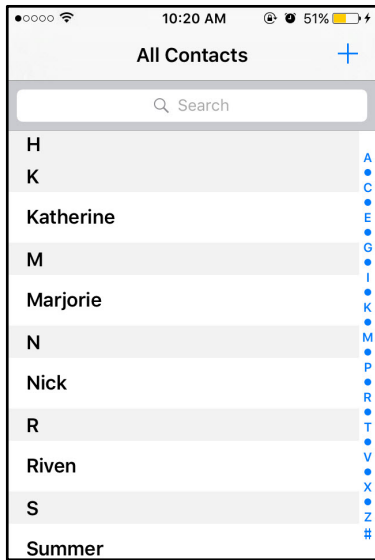 10:20 AM 51%
All Contacts +
Search
H
K
Katherine
M
Marjorie
N
Nick
R
Riven
S
Summer
A
C
E
G
I
K
M
P
R
T
V
X
Z
#